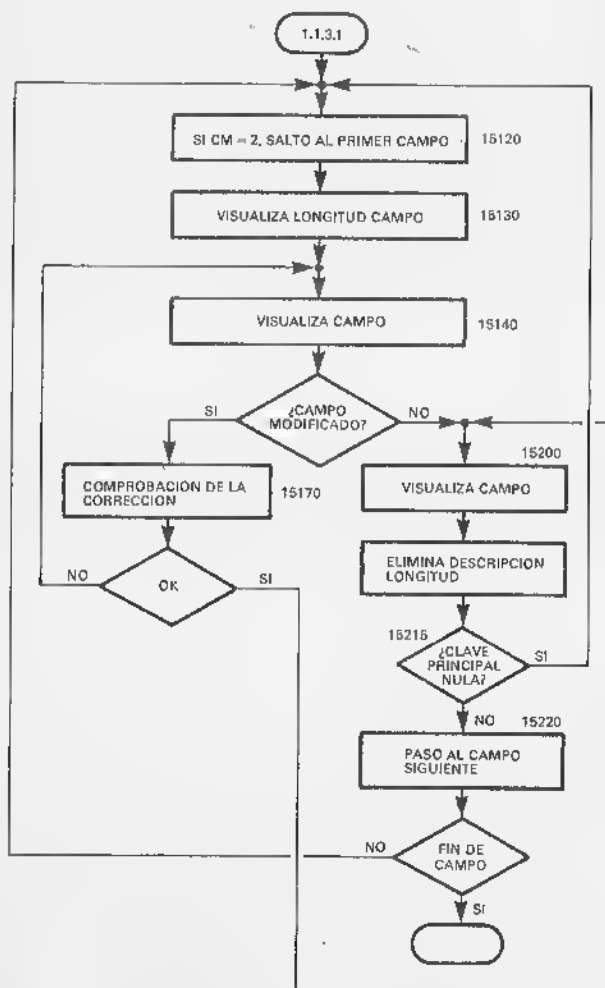 1.1.3.1
SI CM = 2, SALTO AL PRIMER CAMPO
15120
VISUALIZA LONGITUD CAMPO
15130
VISUALIZA CAMPO
15140
¿CAMPO
MODIFICADO?
SI
NO
COMPROBACION DE LA
CORRECCION
15170
OK
NO
SI
15200
VISUALIZA CAMPO
ELIMINA DESCRIPCION
LONGITUD
15215
¿CLAVE
PRINCIPAL
NULA?
SI
NO
15220
PASO AL CAMPO
SIGUIENTE
FIN DE
CAMPO
NO
SI